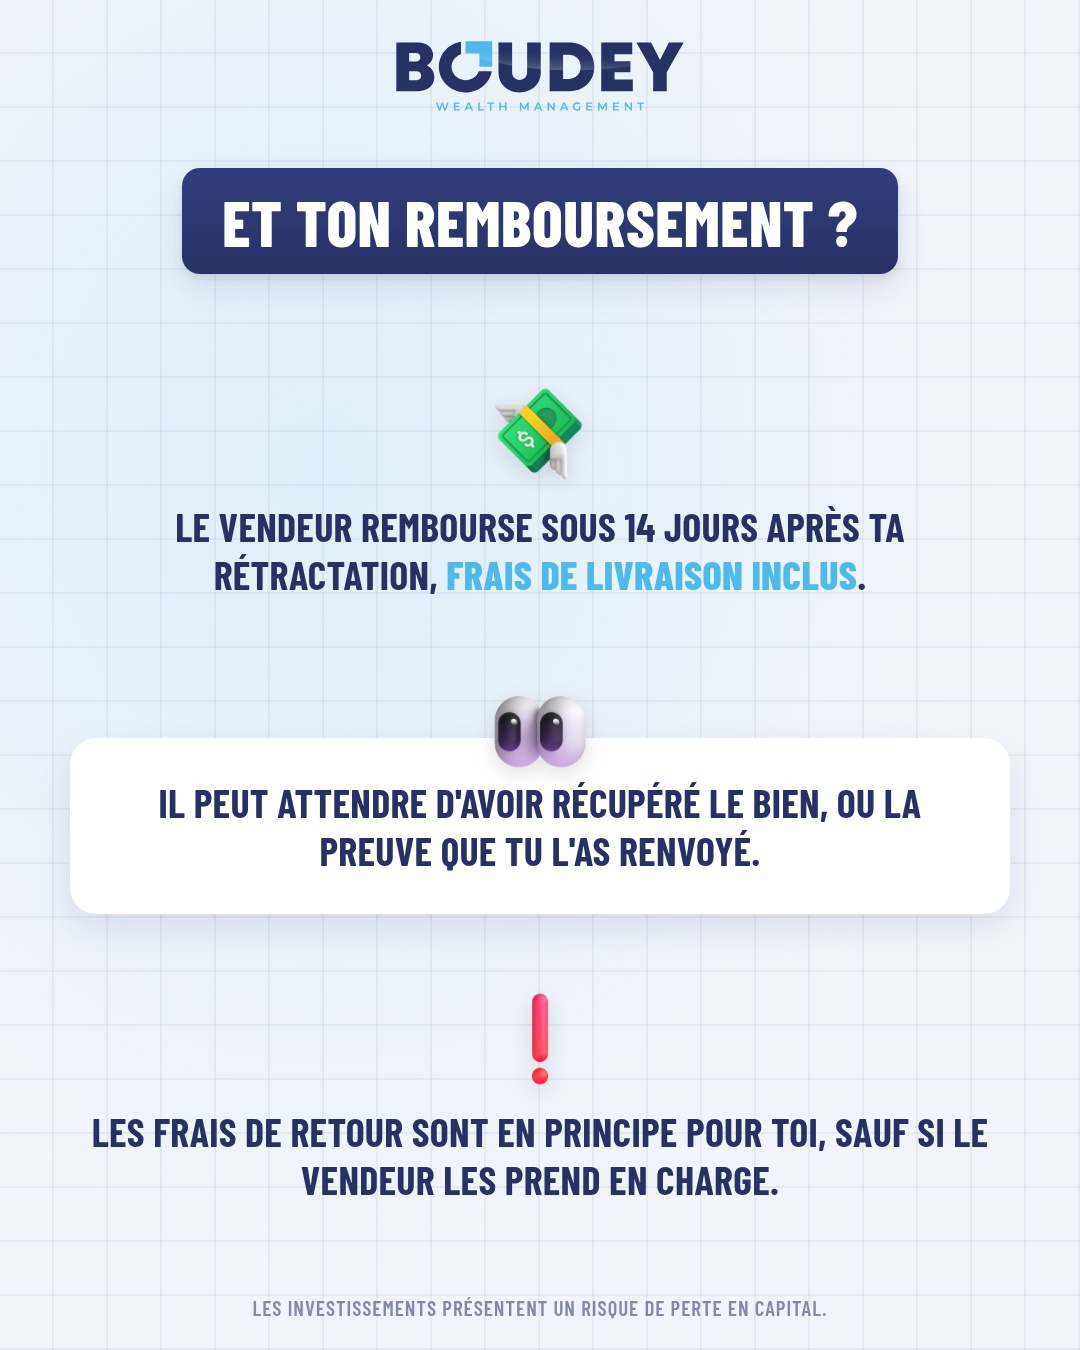 BOUDEY
WEALTH MANAGEMENT
ET TON REMBOURSEMENT ?
LE VENDEUR REMBOURSE SOUS 14 JOURS APRÈS TA
RÉTRACTATION, FRAIS DE LIVRAISON INCLUS.
IL PEUT ATTENDRE D'AVOIR RÉCUPÉRÉ LE BIEN, OU LA
PREUVE QUE TU L'AS RENVOYÉ.
LES FRAIS DE RETOUR SONT EN PRINCIPE POUR TOI, SAUF SI LE
VENDEUR LES PREND EN CHARGE.
LES INVESTISSEMENTS PRÉSENTENT UN RISQUE DE PERTE EN CAPITAL.